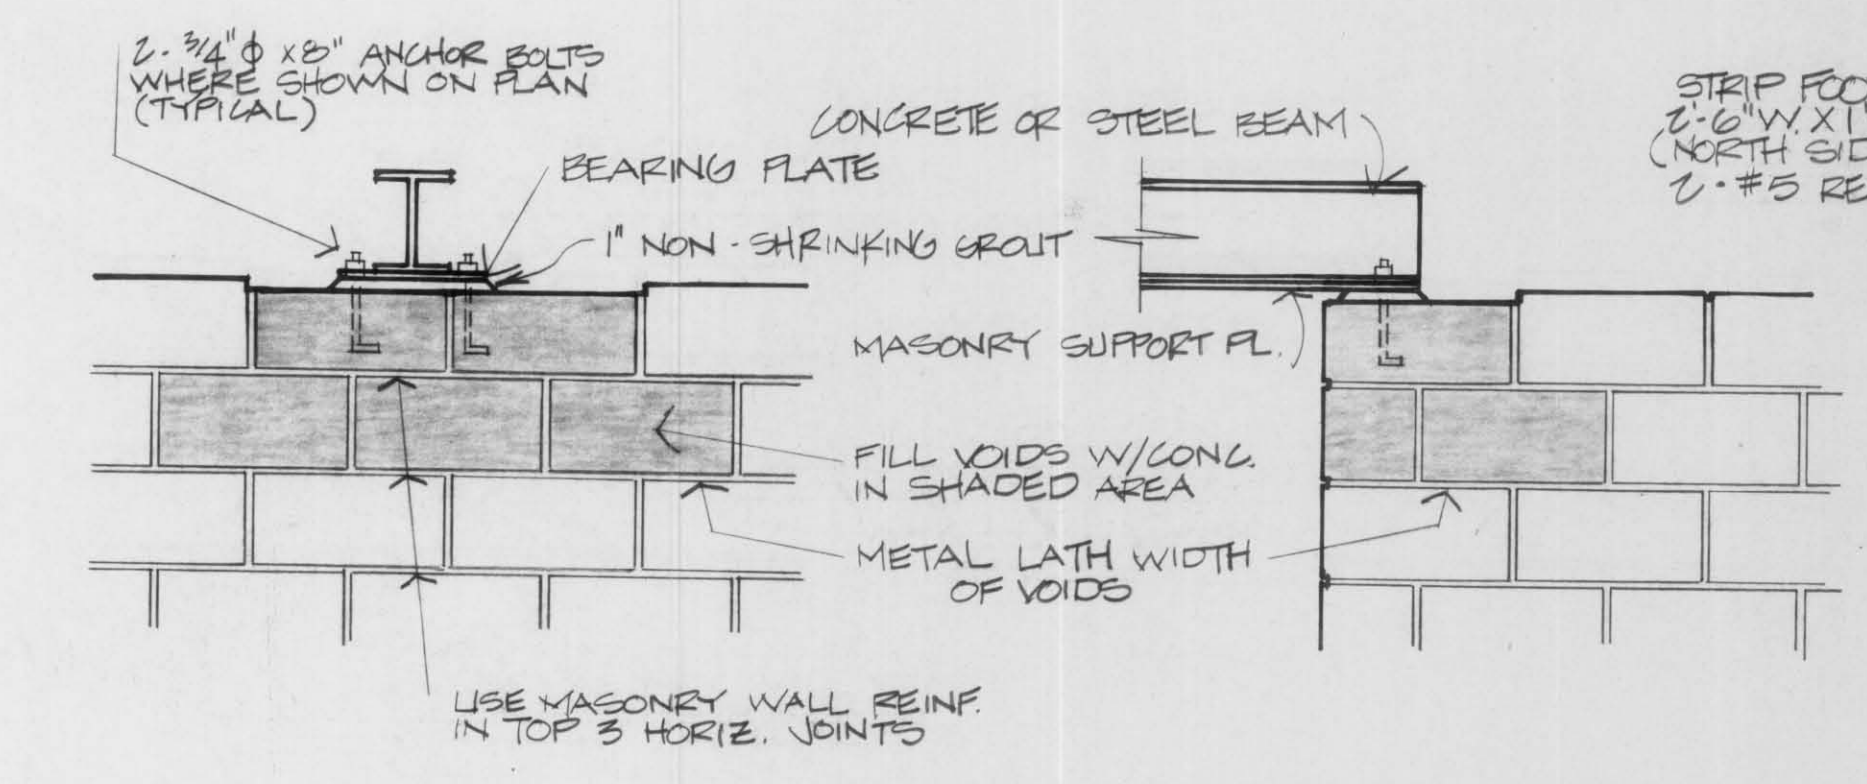 2-3/4"ϕ x8" ANCHOR BOLTS
WHERE SHOWN ON PLAN
(TYPICAL)
CONCRETE OR STEEL BEAM
BEARING PLATE
1" NON-SHRINKING GROUT
MASONRY SUPPORT PL.
FILL VOIDS W/CONC.
IN SHADED AREA
METAL LATH WIDTH
OF VOIDS
USE MASONRY WALL REINF.
IN TOP 3 HORIZ. JOINTS
STRIP FOO
2'-6"W. X 1'
(NORTH SID
2-#5 RE